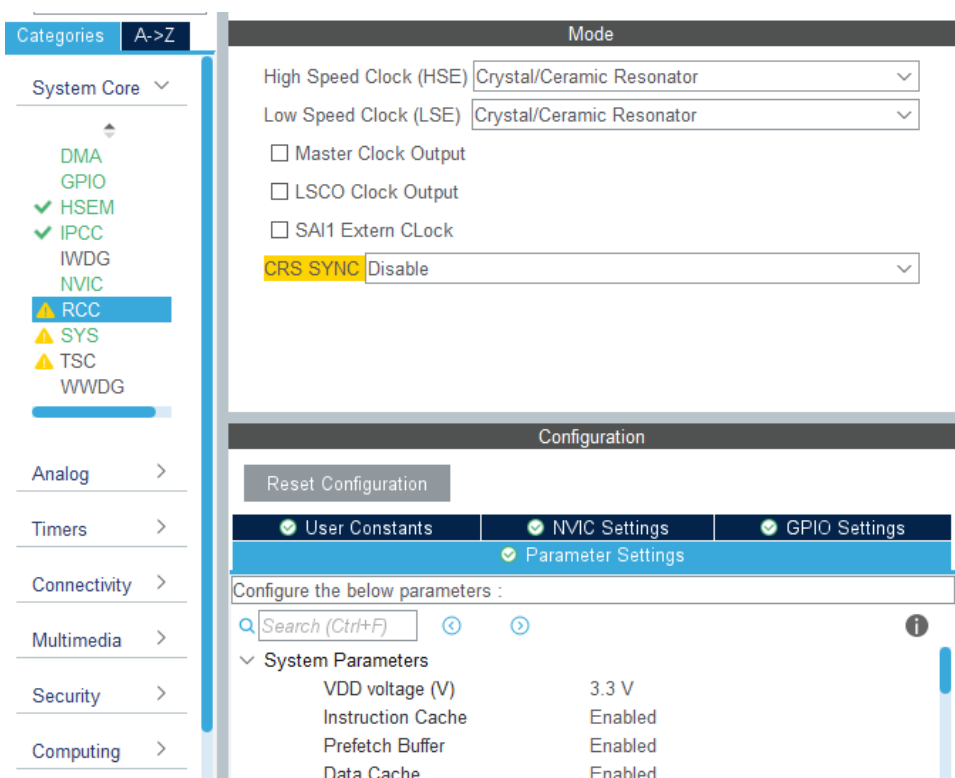 Categories A->Z
System Core
DMA
GPIO
HSEM
IPCC
IWDG
NVIC
RCC
SYS
TSC
WWDG
Analog
Timers
Connectivity
Multimedia
Security
Computing
Mode
High Speed Clock (HSE) Crystal/Ceramic Resonator
Low Speed Clock (LSE) Crystal/Ceramic Resonator
Master Clock Output
LSCO Clock Output
SAI1 Extern CLock
CRS SYNC Disable
Configuration
Reset Configuration
User Constants NVIC Settings GPIO Settings
Parameter Settings
Configure the below parameters :
Search (Ctrl+F)
System Parameters
VDD voltage (V) 3.3 V
Instruction Cache Enabled
Prefetch Buffer Enabled
Data Cache Enabled